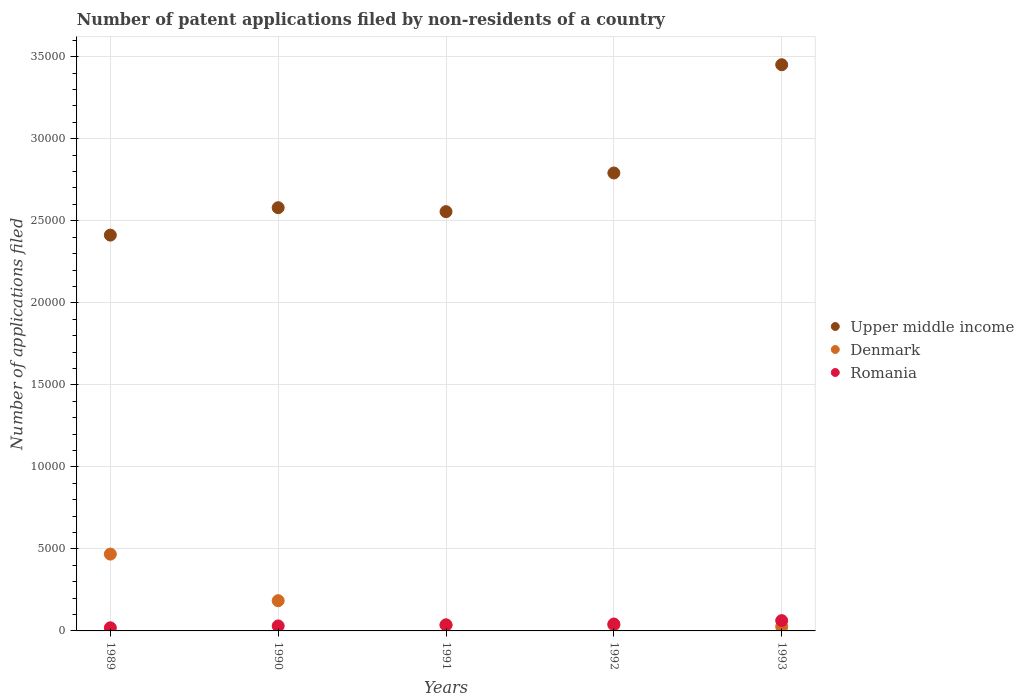 Number of patent applications filed by non-residents of a country
Number of applications filed
35000
30000
25000
20000
15000
10000
5000
0
1989
1990
1991
1992
1993
Years
Upper middle income
Denmark
Romania